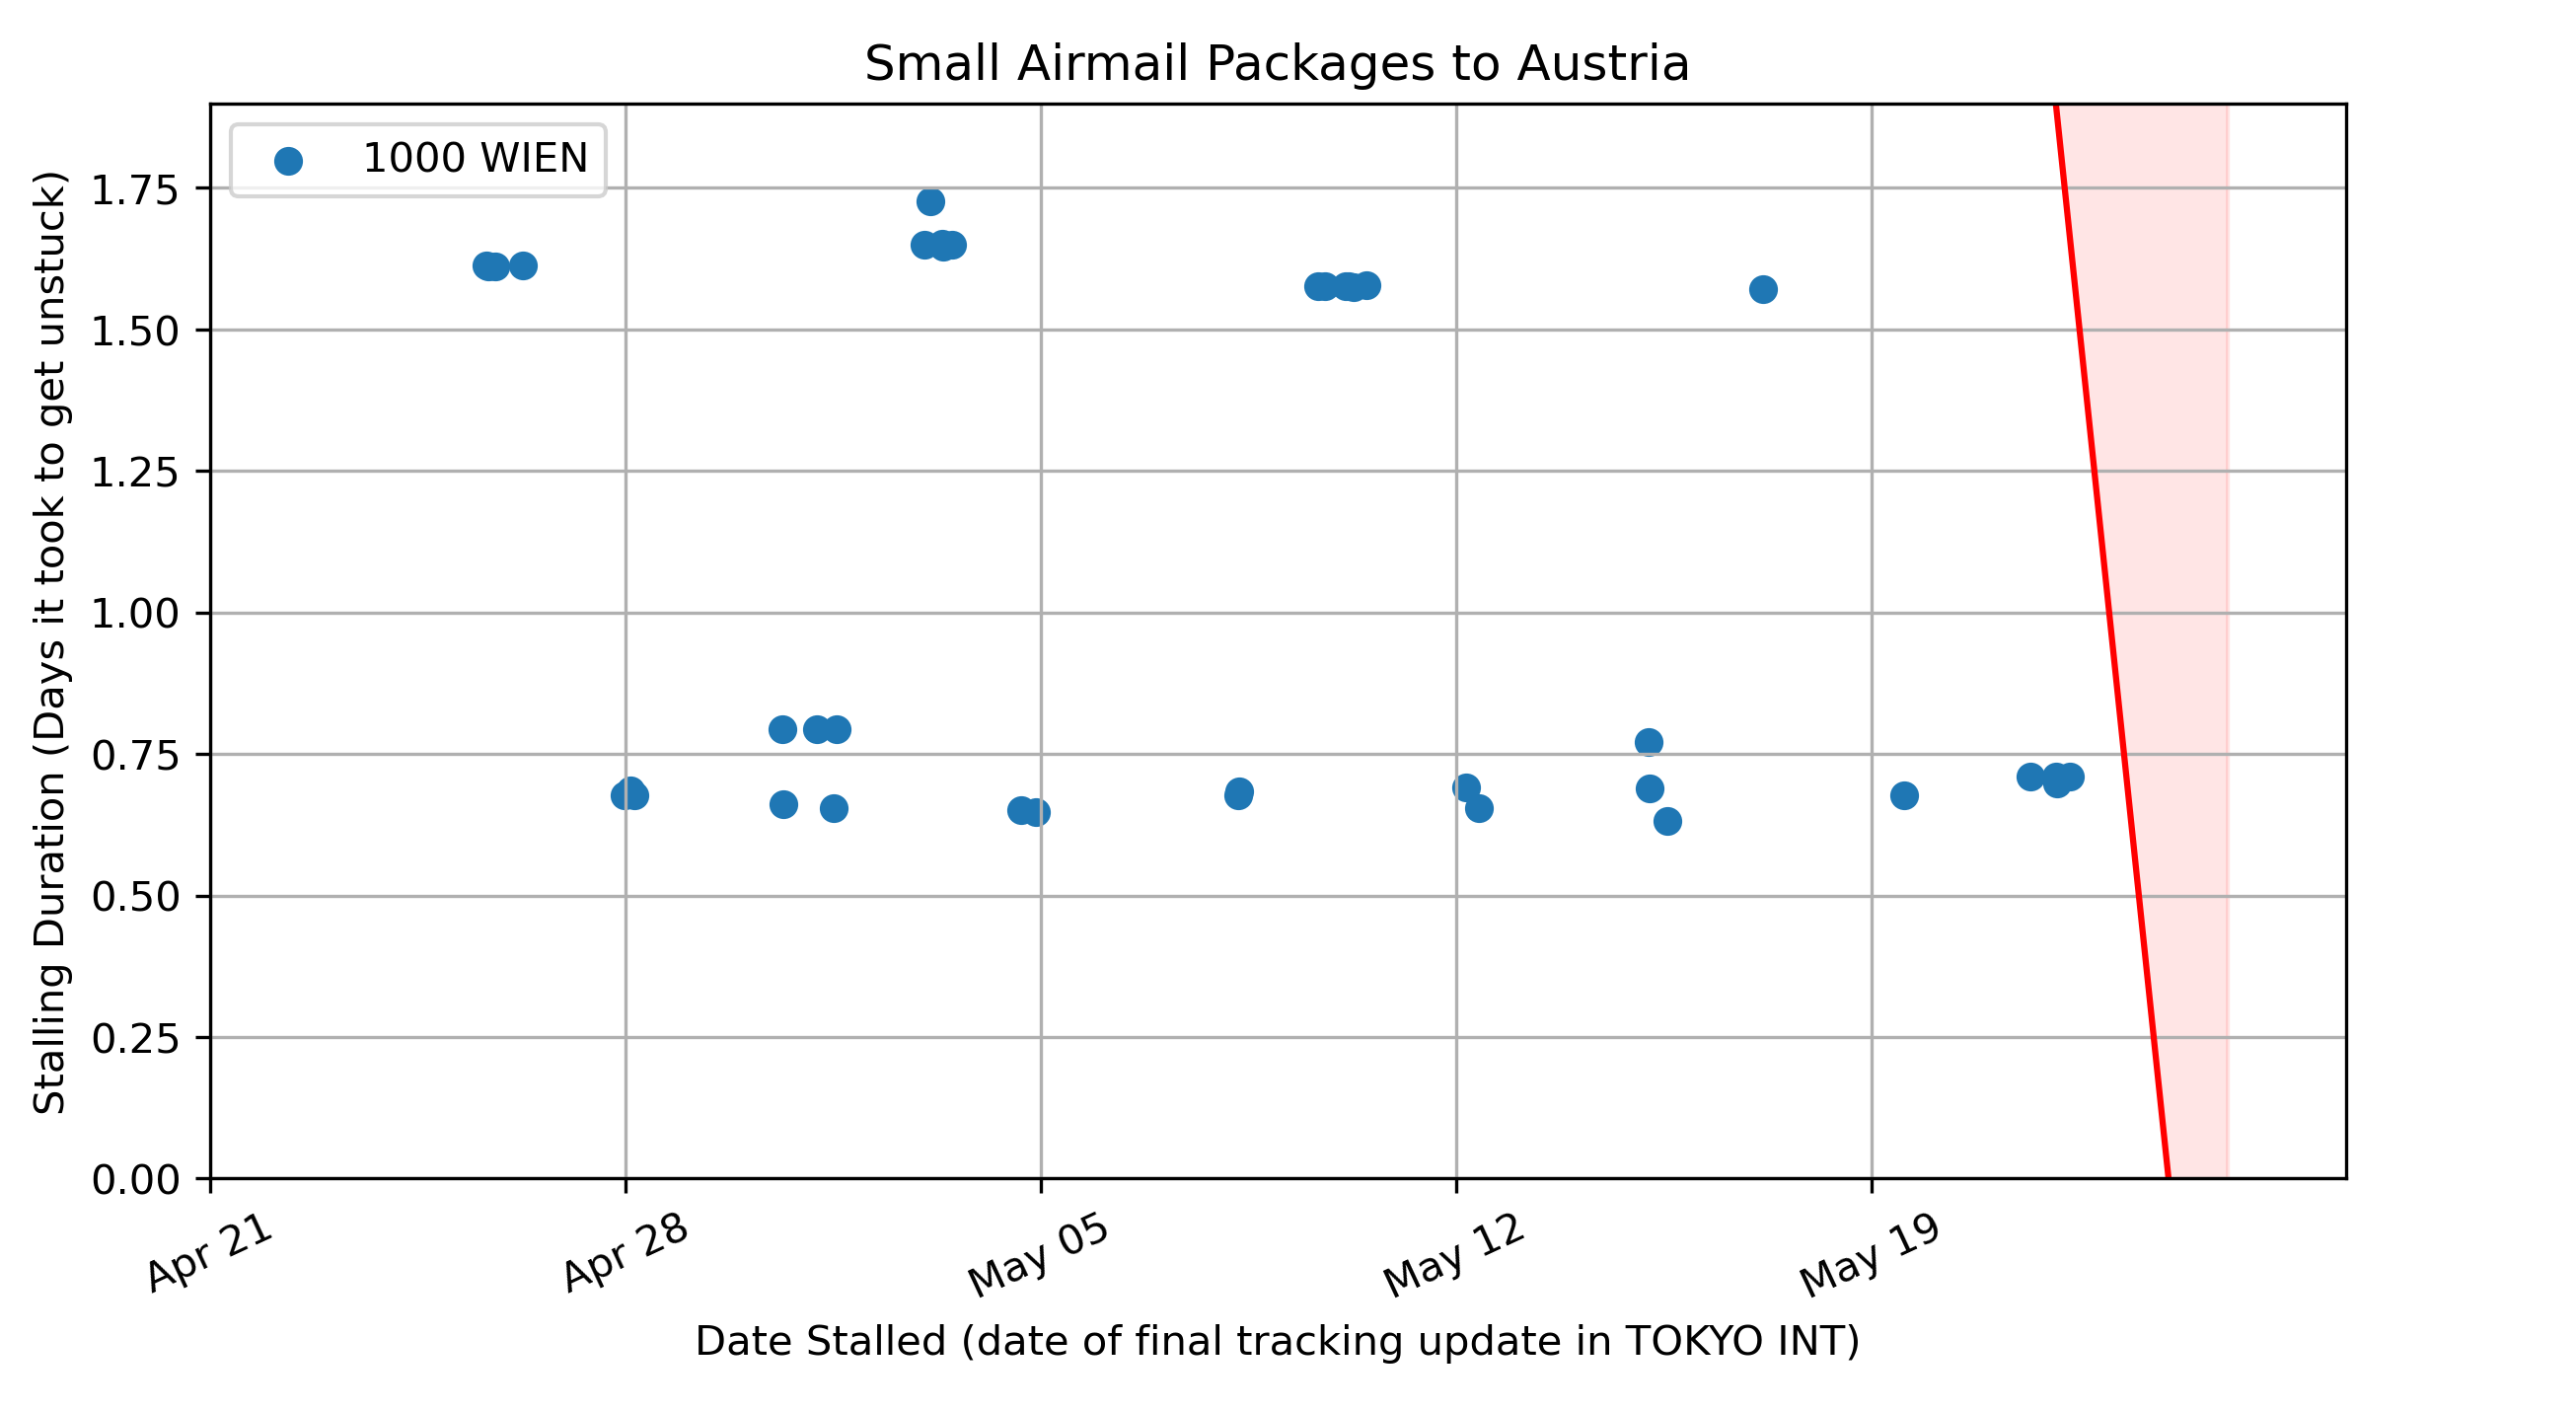 Small Airmail Packages to Austria
1000 WIEN
Stalling Duration (Days it took to get unstuck)
1.75
1.50
1.25
1.00
0.75
0.50
0.25
0.00
Apr 21
Apr 28
May 05
May 12
May 19
Date Stalled (date of final tracking update in TOKYO INT)